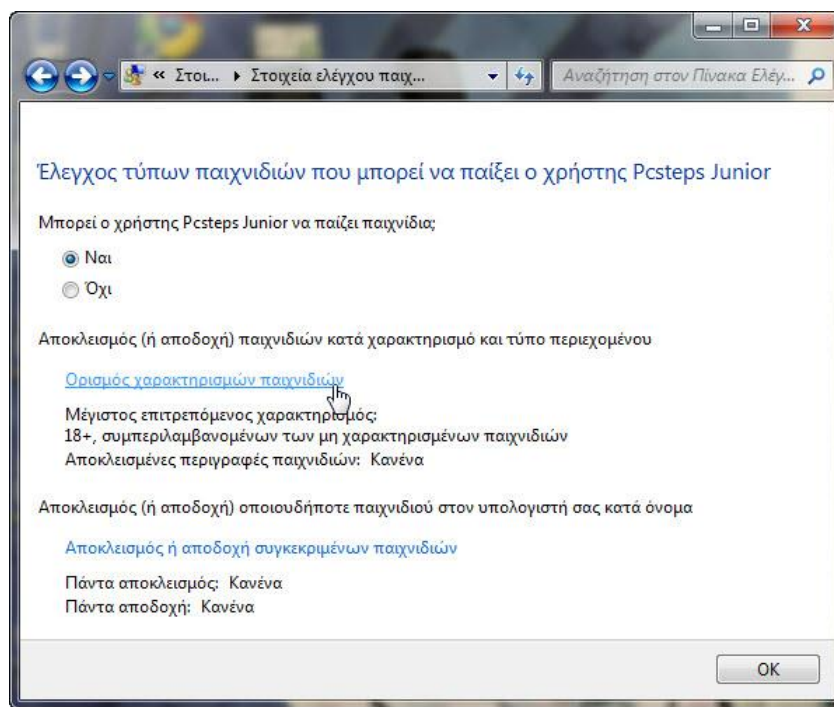 « Στοι... ▸ Στοιχεία ελέγχου παιχ...
Αναζήτηση στον Πίνακα Ελέγ...
Έλεγχος τύπων παιχνιδιών που μπορεί να παίξει ο χρήστης Pcsteps Junior
Μπορεί ο χρήστης Pcsteps Junior να παίζει παιχνίδια;
Ναι
Όχι
Αποκλεισμός (ή αποδοχή) παιχνιδιών κατά χαρακτηρισμό και τύπο περιεχομένου
Ορισμός χαρακτηρισμών παιχνιδιών
Μέγιστος επιτρεπόμενος χαρακτηρισμός:
18+, συμπεριλαμβανομένων των μη χαρακτηρισμένων παιχνιδιών
Αποκλεισμένες περιγραφές παιχνιδιών: Κανένα
Αποκλεισμός (ή αποδοχή) οποιουδήποτε παιχνιδιού στον υπολογιστή σας κατά όνομα
Αποκλεισμός ή αποδοχή συγκεκριμένων παιχνιδιών
Πάντα αποκλεισμός: Κανένα
Πάντα αποδοχή: Κανένα
OK